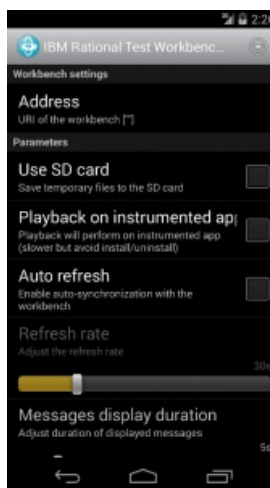 2:20
IBM Rational Test Workbenc...
Workbench settings
Address
URI of the workbench [""]
Parameters
Use SD card
Save temporary files to the SD card
Playback on instrumented ap
Playback will perform on instrumented app
(slower but avoid install/uninstall)
Auto refresh
Enable auto-synchronization with the
workbench
Refresh rate
Adjust the refresh rate
30s
Messages display duration
Adjust duration of displayed messages
5s